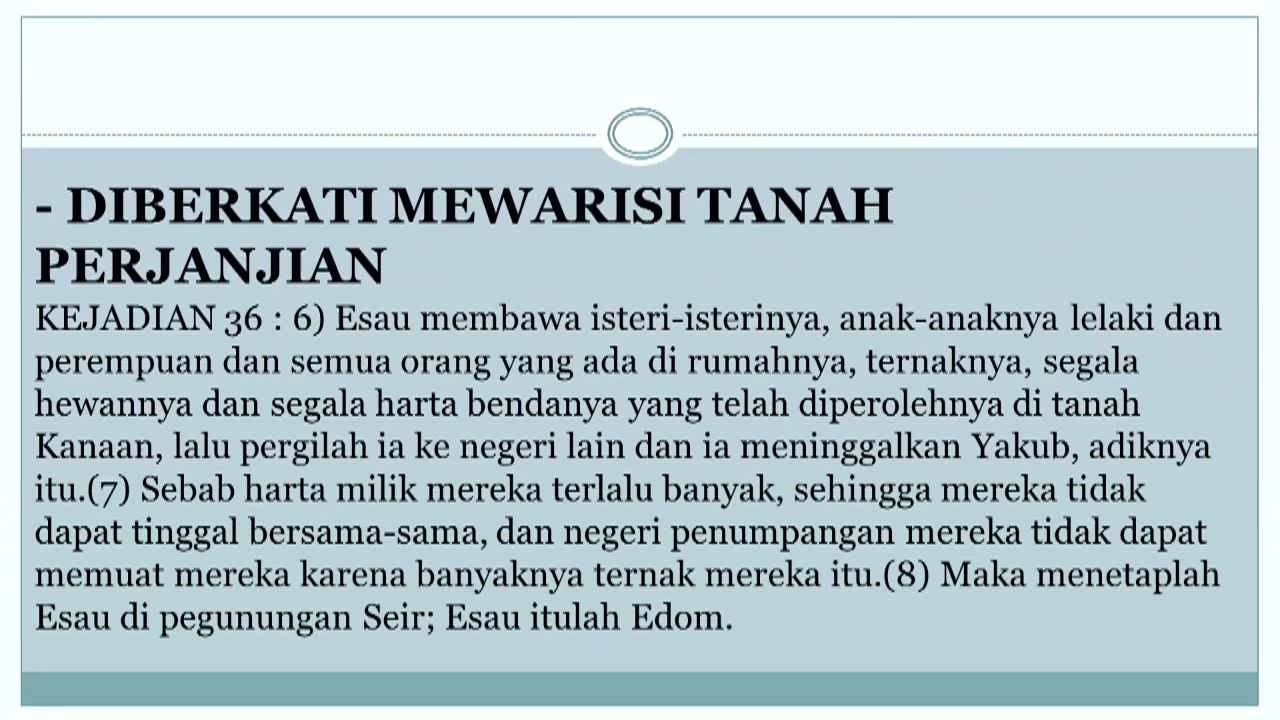 - DIBERKATI MEWARISI TANAH
PERJANJIAN
KEJADIAN 36 : 6) Esau membawa isteri-isterinya, anak-anaknya lelaki dan
perempuan dan semua orang yang ada di rumahnya, ternaknya, segala
hewannya dan segala harta bendanya yang telah diperolehnya di tanah
Kanaan, lalu pergilah ia ke negeri lain dan ia meninggalkan Yakub, adiknya
itu.(7) Sebab harta milik mereka terlalu banyak, sehingga mereka tidak
dapat tinggal bersama-sama, dan negeri penumpangan mereka tidak dapat
memuat mereka karena banyaknya ternak mereka itu.(8) Maka menetaplah
Esau di pegunungan Seir; Esau itulah Edom.